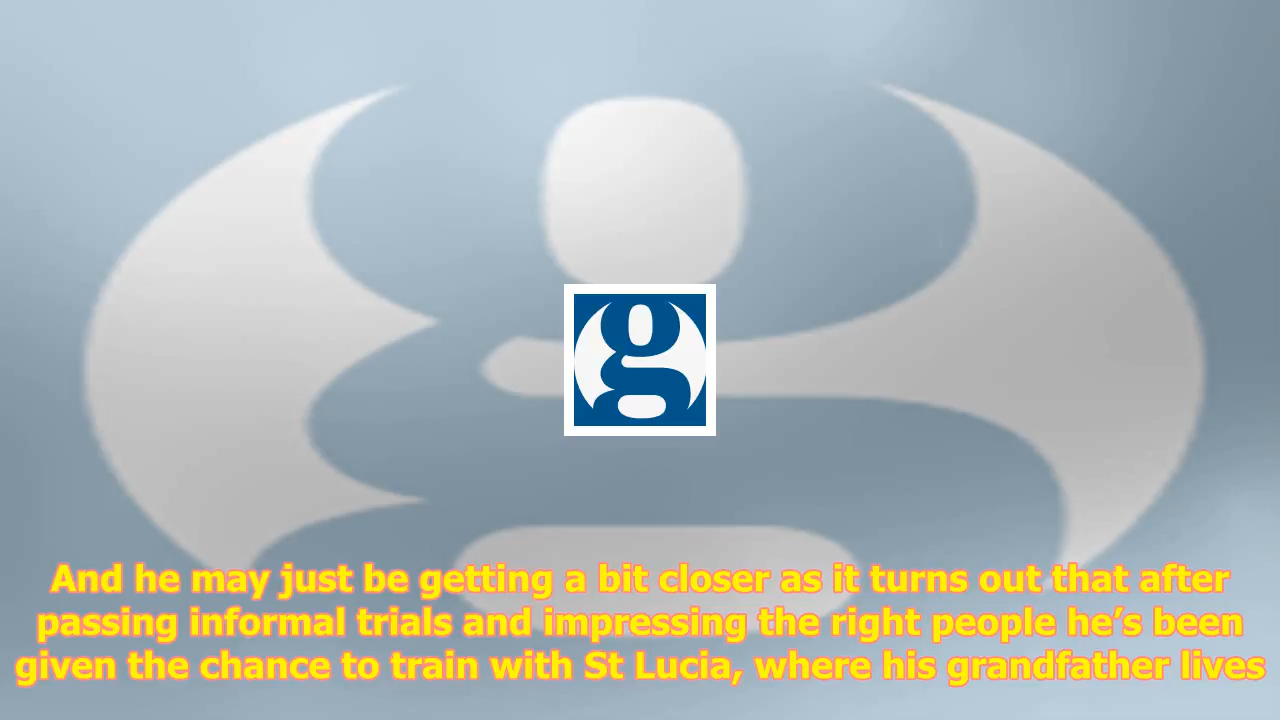 g
And he may just be getting a bit closer as it turns out that after
passing informal trials and impressing the right people he’s been
given the chance to train with St Lucia, where his grandfather lives